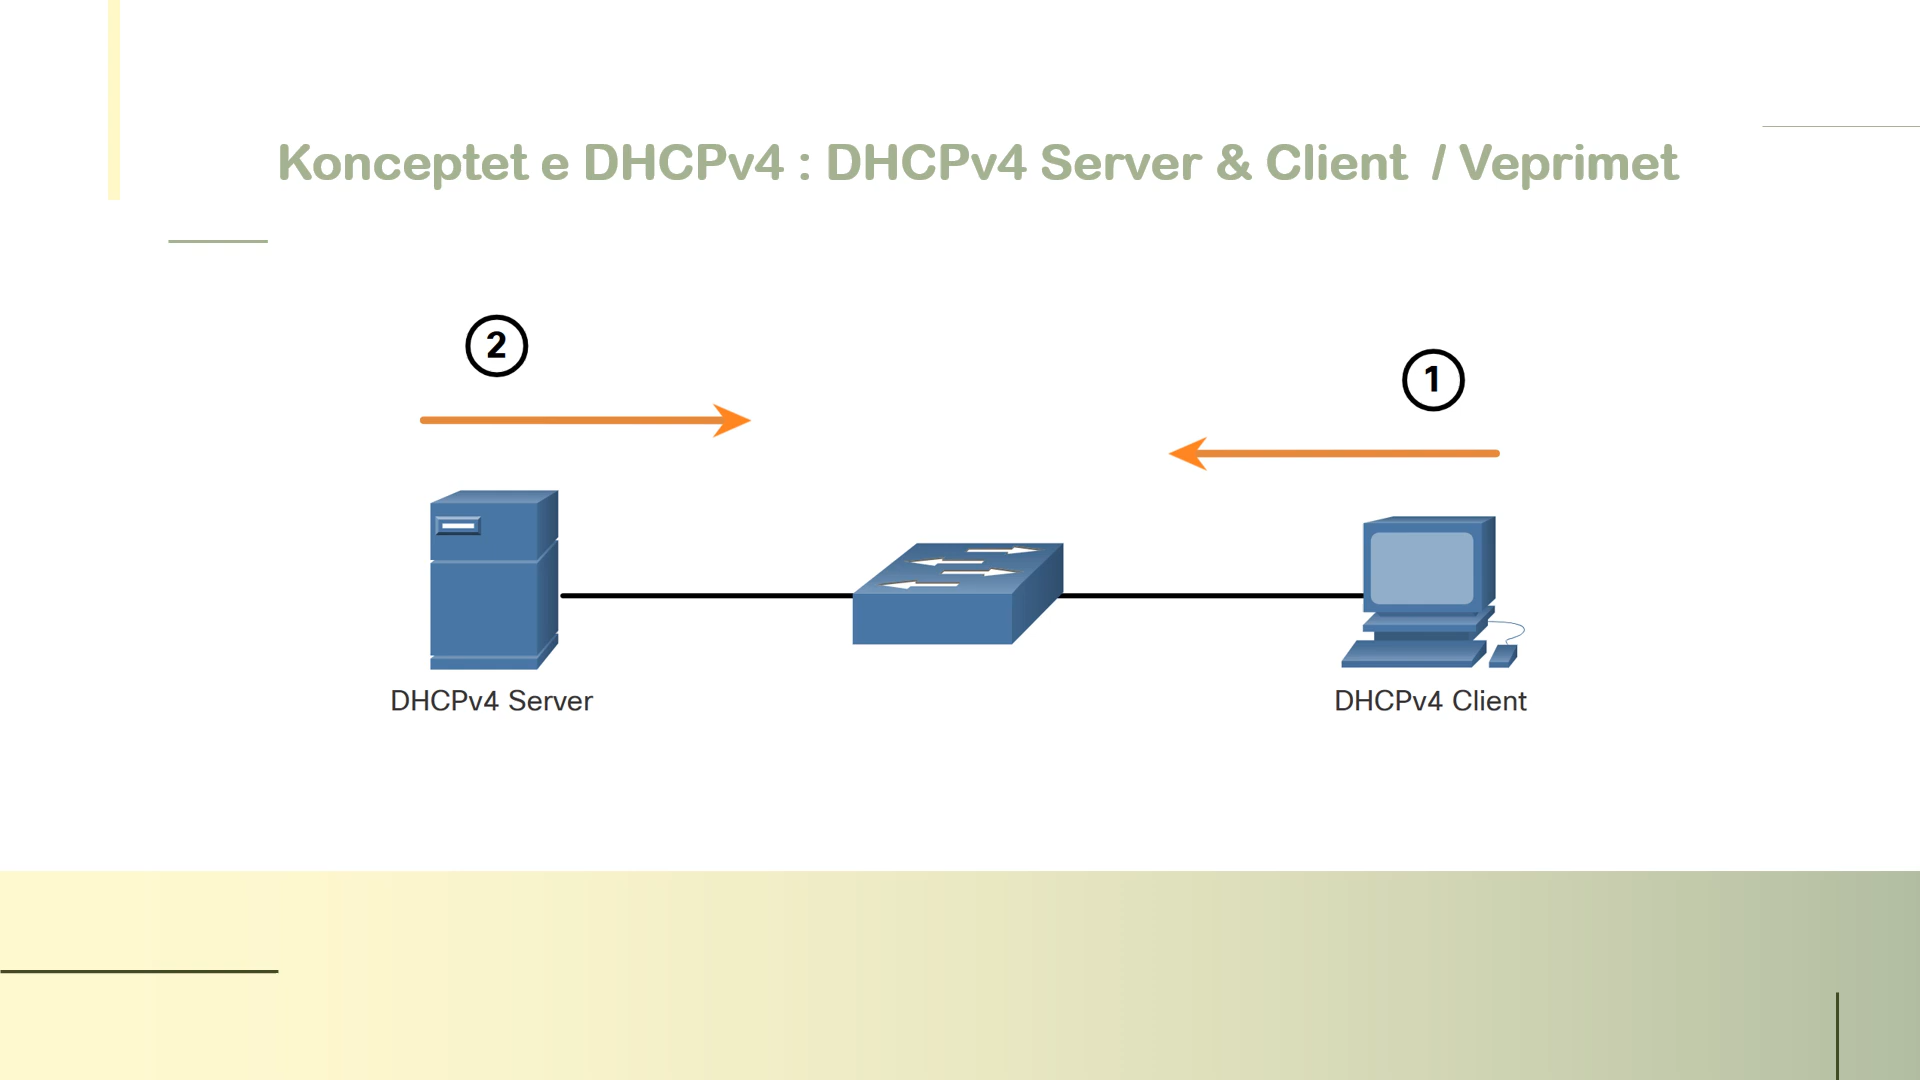 Konceptet e DHCPv4 : DHCPv4 Server & Client / Veprimet
2
1
DHCPv4 Server
DHCPv4 Client